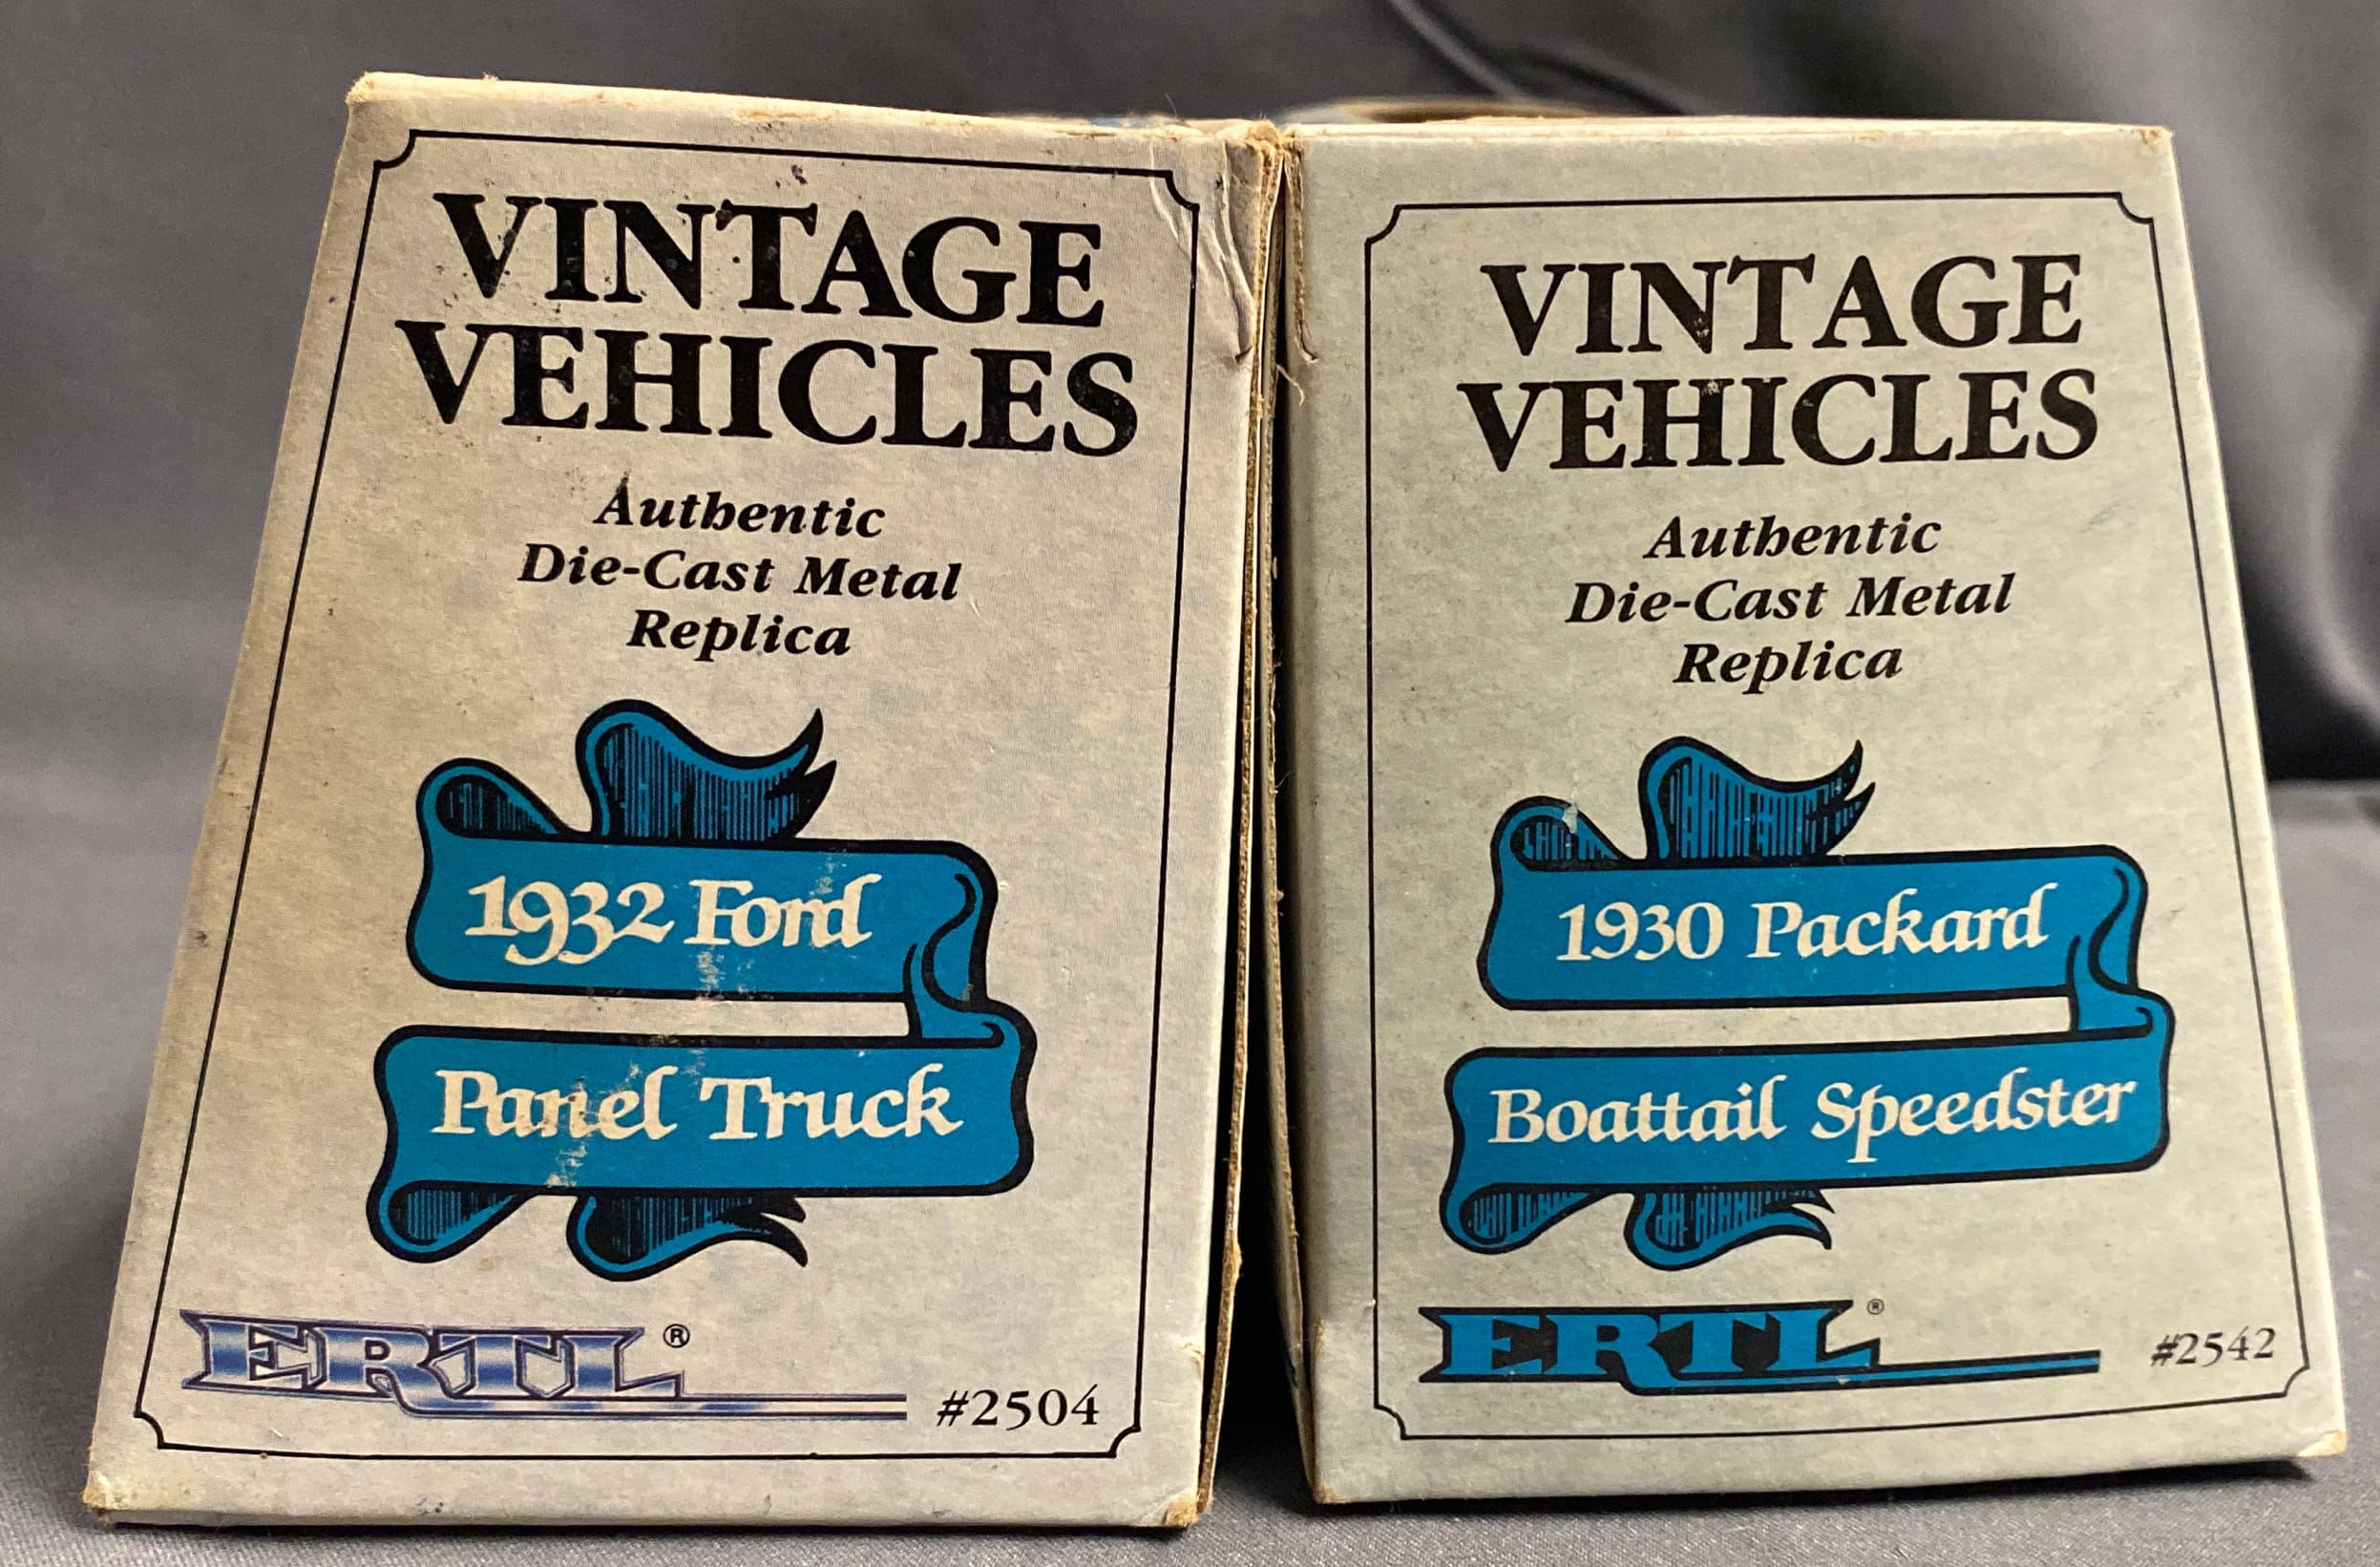 VINTAGE
VEHICLES
Authentic
Die-Cast Metal
Replica
1932 Ford
Panel Truck
ERTL®
#2504
VINTAGE
VEHICLES
Authentic
Die-Cast Metal
Replica
1930 Packard
Boattail Speedster
ERTL®
#2542